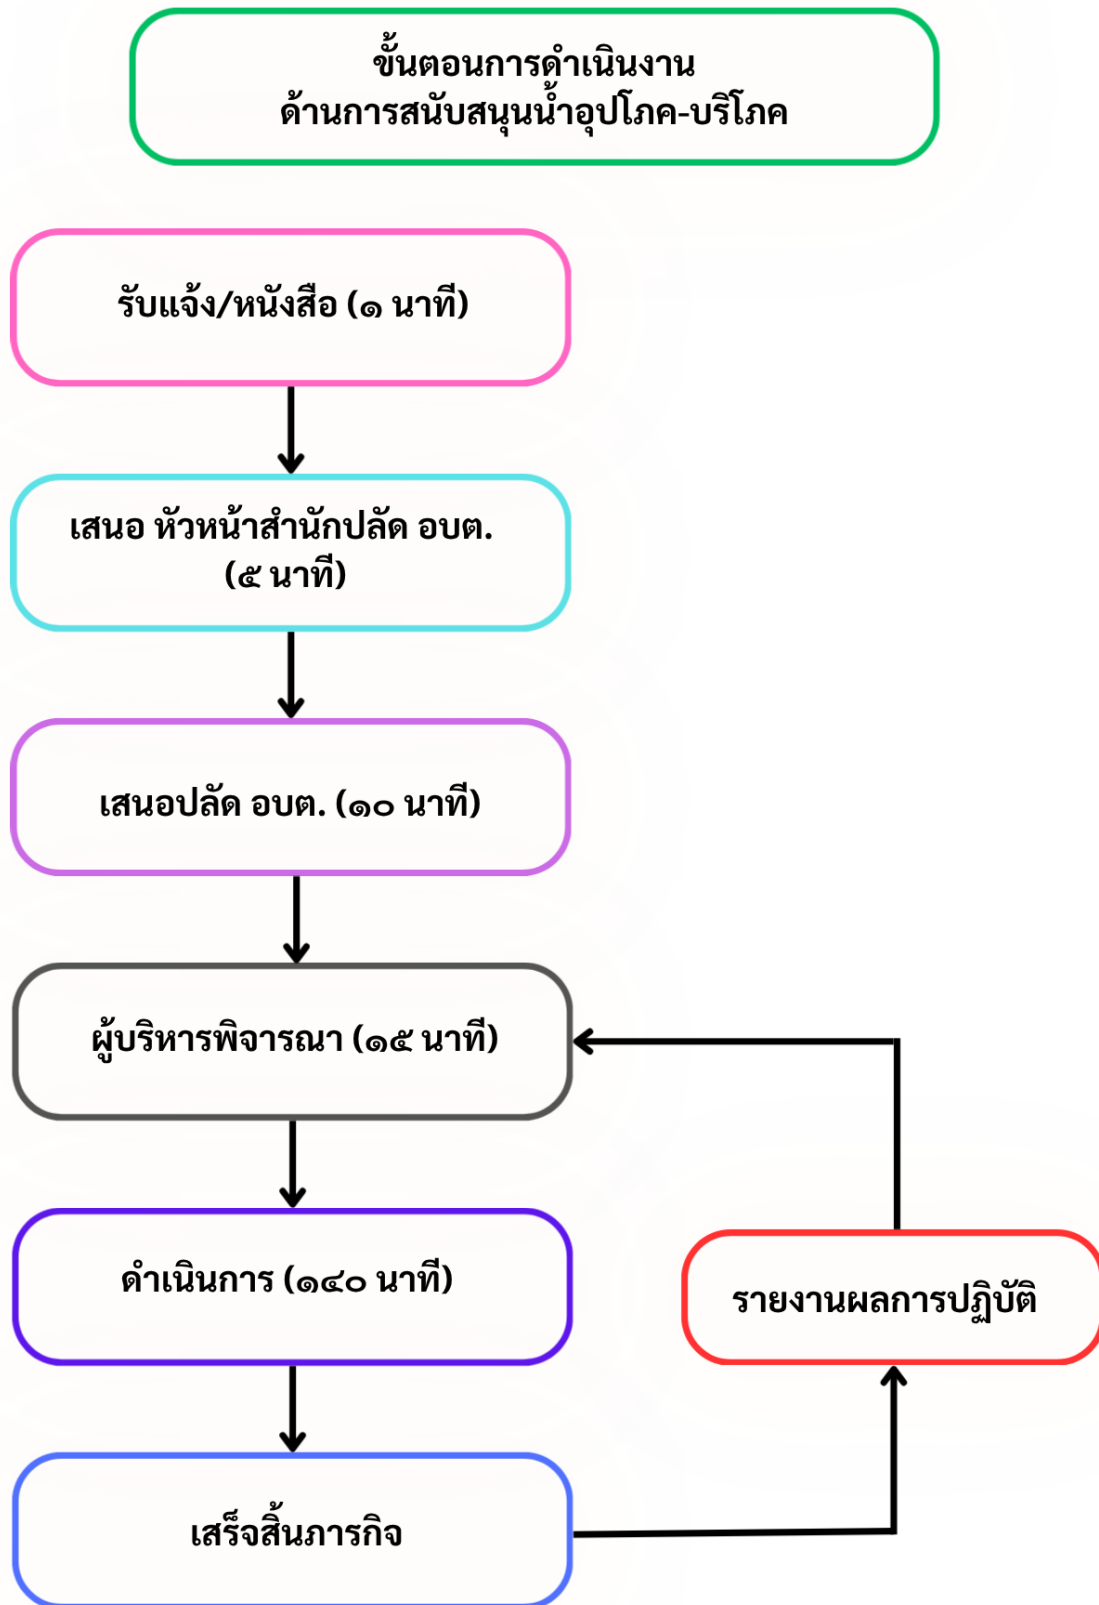 ขั้นตอนการดำเนินงาน
ด้านการสนับสนุนน้ำอุปโภค-บริโภค
รับแจ้ง/หนังสือ (๑ นาที)
เสนอ หัวหน้าสำนักปลัด อบต.
(๕ นาที)
เสนอปลัด อบต. (๑๐ นาที)
ผู้บริหารพิจารณา (๑๕ นาที)
ดำเนินการ (๑๔๐ นาที)
รายงานผลการปฏิบัติ
เสร็จสิ้นภารกิจ